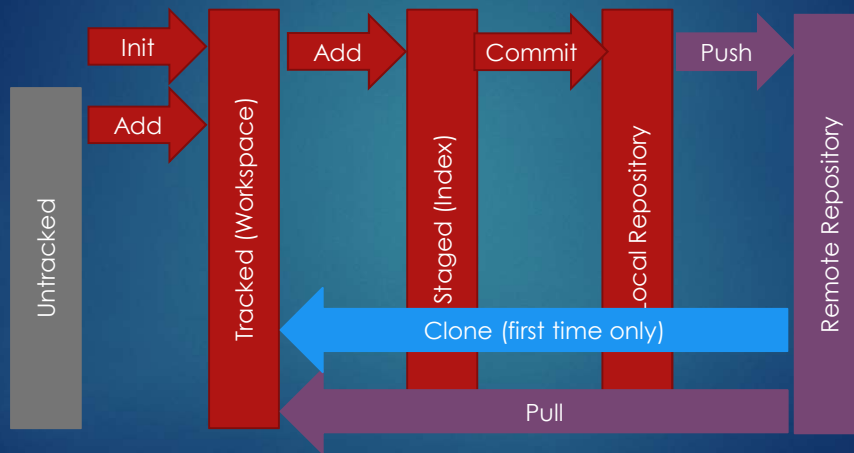 Init
Add
Commit
Push
Add
Untracked
Tracked (Workspace)
Staged (Index)
Local Repository
Remote Repository
Clone (first time only)
Pull